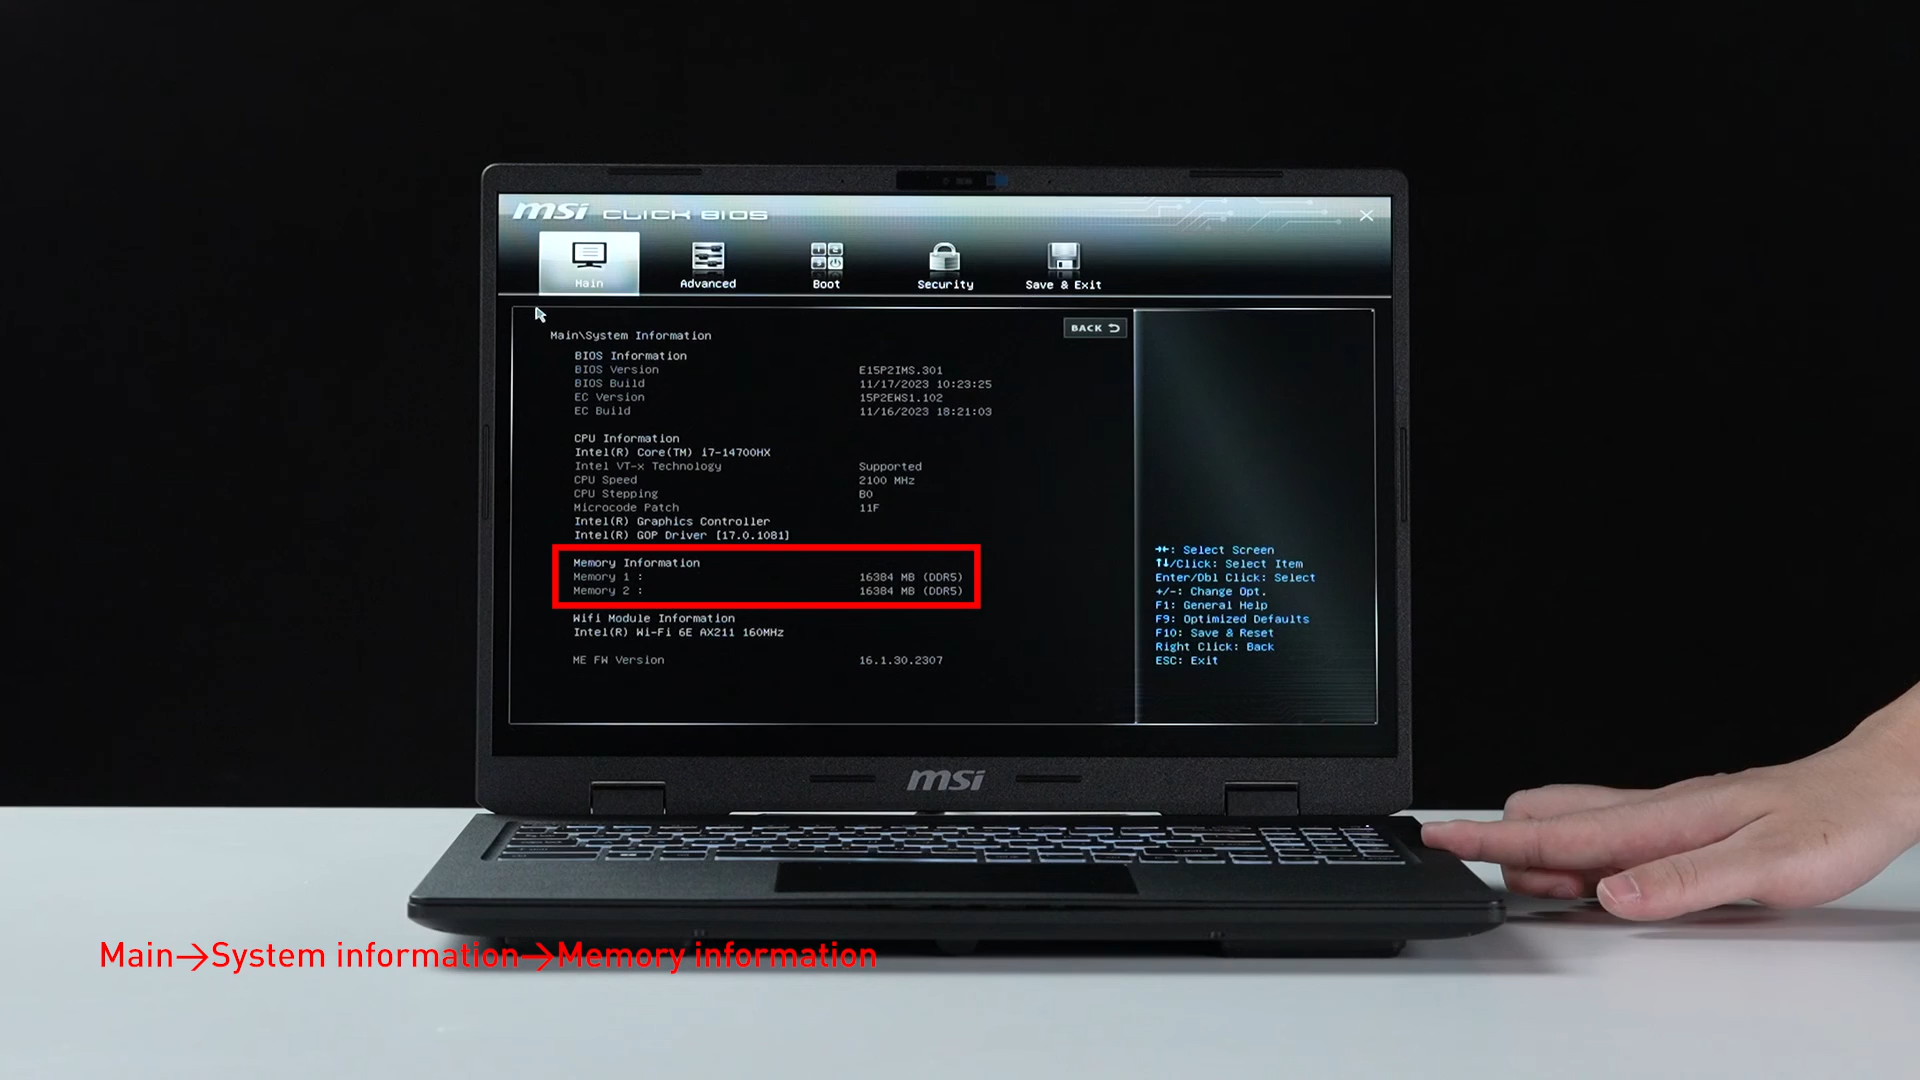 msi CLICK BIOS
Main
Advanced
Boot
Security
Save & Exit
Main\System Information
BACK
BIOS Information
BIOS Version E15P2IMS.301
BIOS Build 11/17/2023 10:23:25
EC Version 15P2EWS1.102
EC Build 11/16/2023 18:21:03
CPU Information
Intel(R) Core(TM) i7-14700HX
Intel VT-x Technology Supported
CPU Speed 2100 MHz
CPU Stepping B0
Microcode Patch 11F
Intel(R) Graphics Controller
Intel(R) GOP Driver [17.0.1081]
Memory Information
Memory 1 : 16384 MB (DDR5)
Memory 2 : 16384 MB (DDR5)
Wifi Module Information
Intel(R) Wi-Fi 6E AX211 160MHz
ME FW Version 16.1.30.2307
→←: Select Screen
↑↓/Click: Select Item
Enter/Dbl Click: Select
+/-: Change Opt.
F1: General Help
F9: Optimized Defaults
F10: Save & Reset
Right Click: Back
ESC: Exit
msi
Main→System information→Memory information